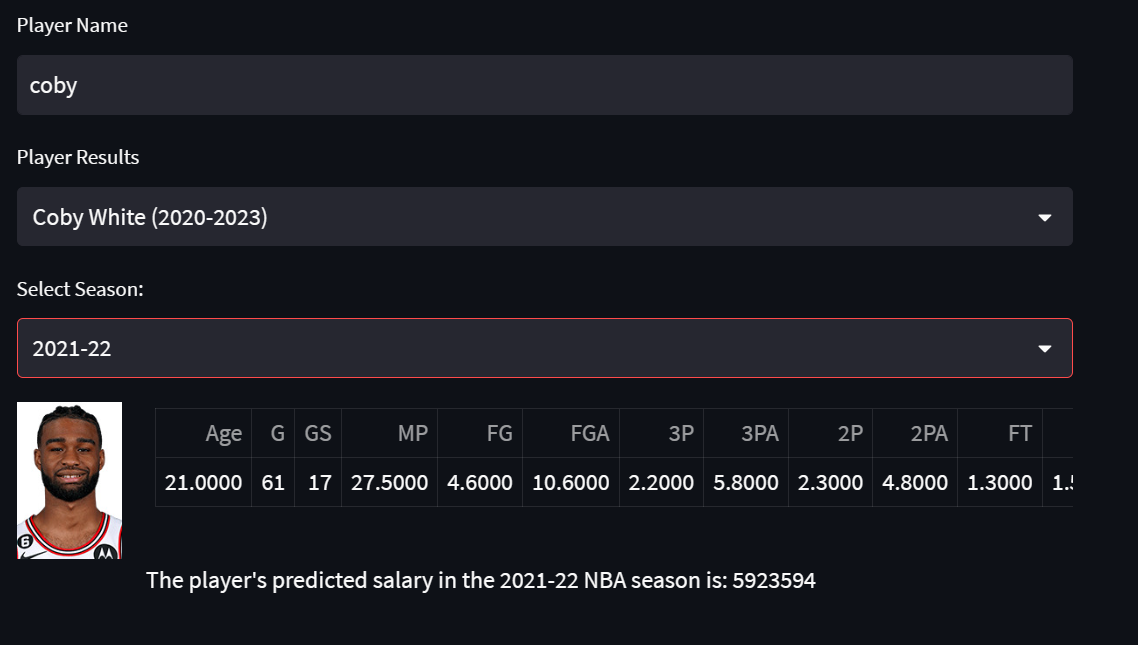 Player Name
coby
Player Results
Coby White (2020-2023)
Select Season:
2021-22
Age G GS MP FG FGA 3P 3PA 2P 2PA FT
21.0000 61 17 27.5000 4.6000 10.6000 2.2000 5.8000 2.3000 4.8000 1.3000
6
The player's predicted salary in the 2021-22 NBA season is: 5923594